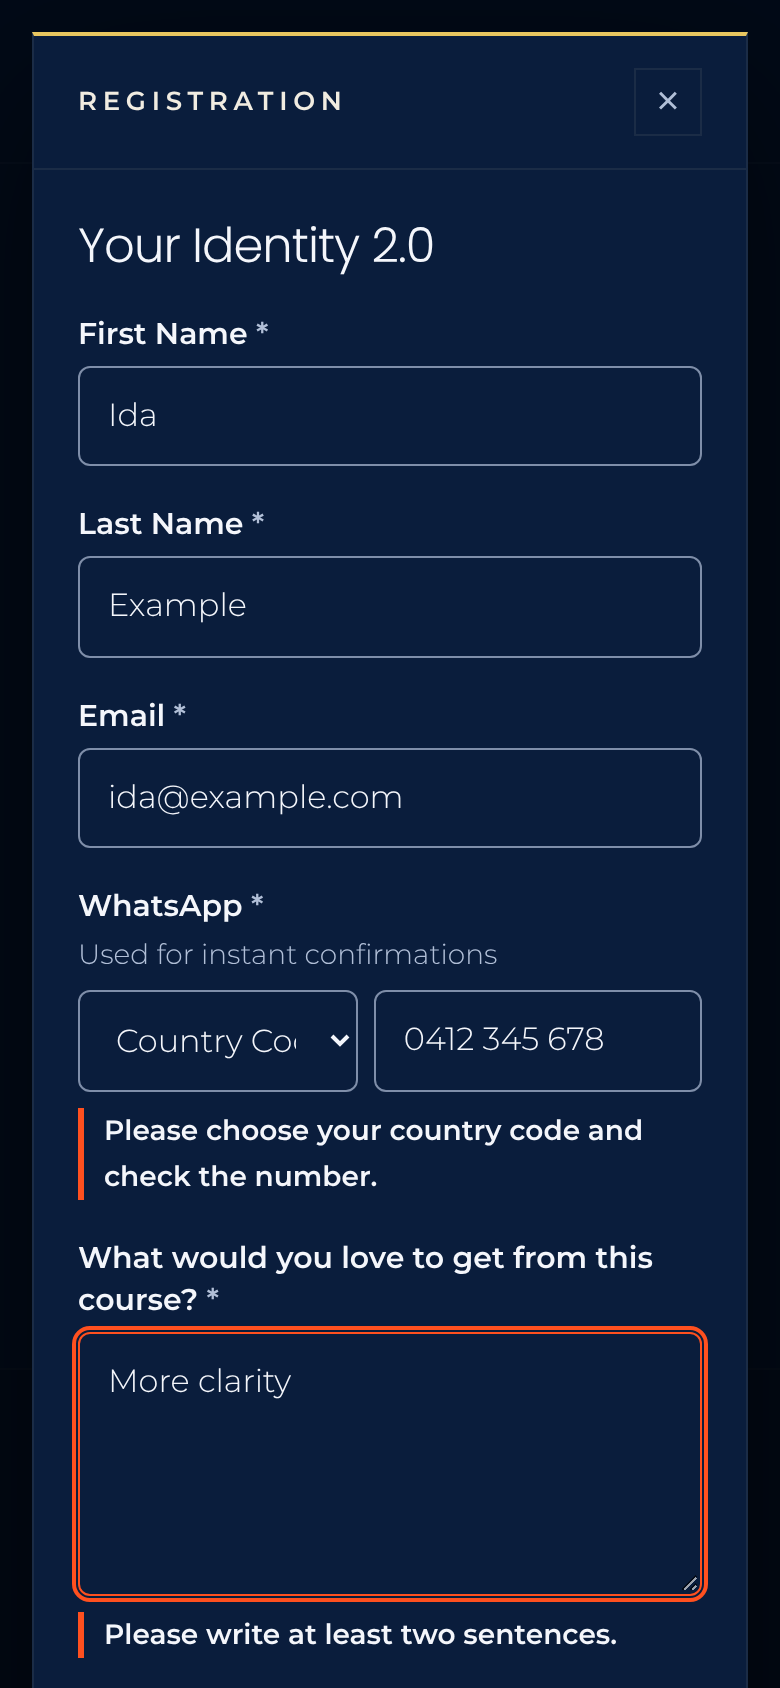 REGISTRATION
×
Your Identity 2.0
First Name *
Ida
Last Name *
Example
Email *
ida@example.com
WhatsApp *
Used for instant confirmations
Country Co
0412 345 678
Please choose your country code and
check the number.
What would you love to get from this
course? *
More clarity
Please write at least two sentences.